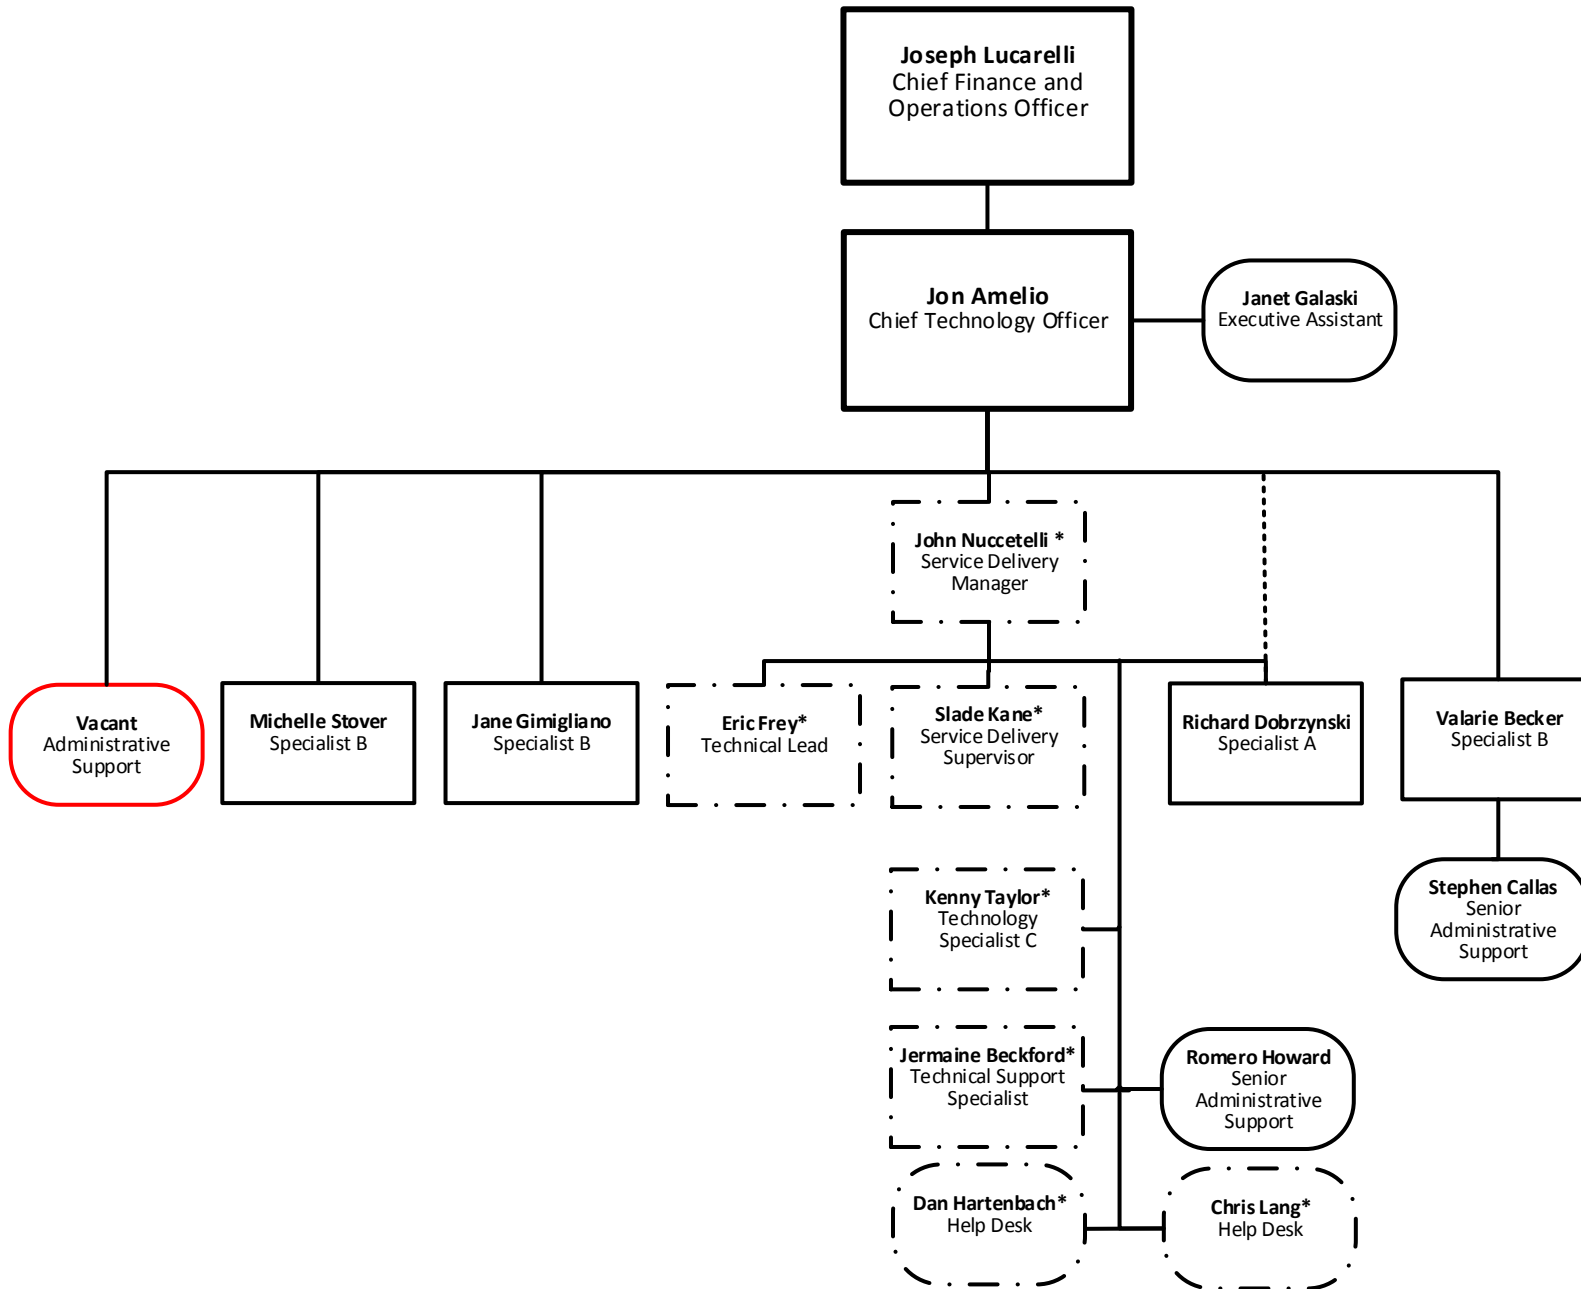 Joseph Lucarelli
Chief Finance and
Operations Officer
Jon Amelio
Chief Technology Officer
Janet Galaski
Executive Assistant
John Nuccetelli *
Service Delivery
Manager
Vacant
Administrative
Support
Michelle Stover
Specialist B
Jane Gimigliano
Specialist B
Eric Frey*
Technical Lead
Slade Kane*
Service Delivery
Supervisor
Richard Dobrzynski
Specialist A
Valarie Becker
Specialist B
Kenny Taylor*
Technology
Specialist C
Stephen Callas
Senior
Administrative
Support
Jermaine Beckford*
Technical Support
Specialist
Romero Howard
Senior
Administrative
Support
Dan Hartenbach*
Help Desk
Chris Lang*
Help Desk